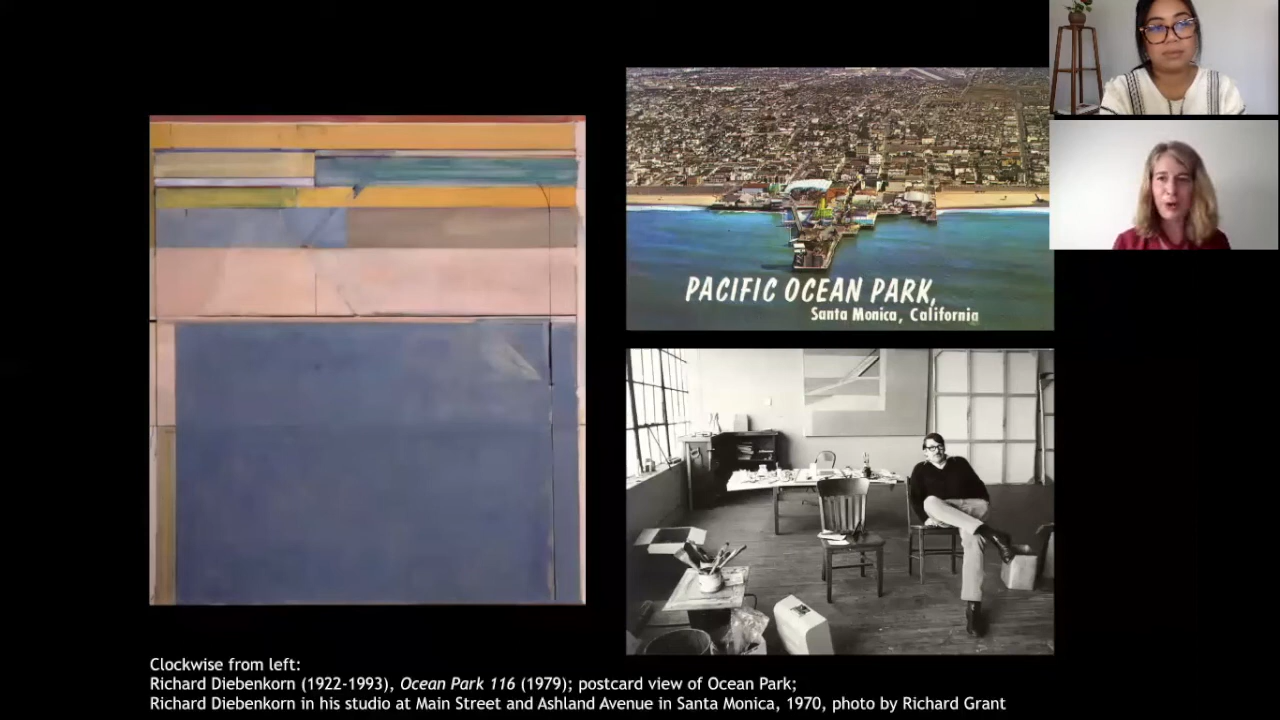 PACIFIC OCEAN PARK,
Santa Monica, California
Clockwise from left:
Richard Diebenkorn (1922-1993), Ocean Park 116 (1979); postcard view of Ocean Park;
Richard Diebenkorn in his studio at Main Street and Ashland Avenue in Santa Monica, 1970, photo by Richard Grant